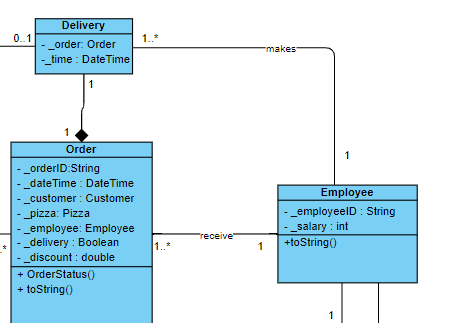 Delivery
0..1
1..*
- _order: Order
-_time : DateTime
makes
1
1
1
Order
- _orderID:String
- _dateTime : DateTime
- _customer : Customer
- _pizza: Pizza
- _employee: Employee
- _delivery : Boolean
- _discount : double
+ OrderStatus()
+ toString()
..*
1..*
receive
1
Employee
- _employeeID : String
- _salary : int
+toString()
1